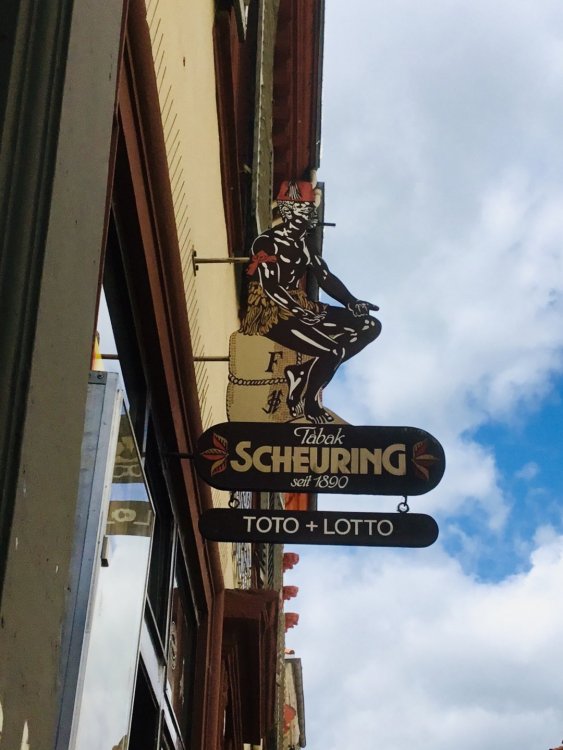 F
Tabak
SCHEURING
seit 1890
TOTO + LOTTO